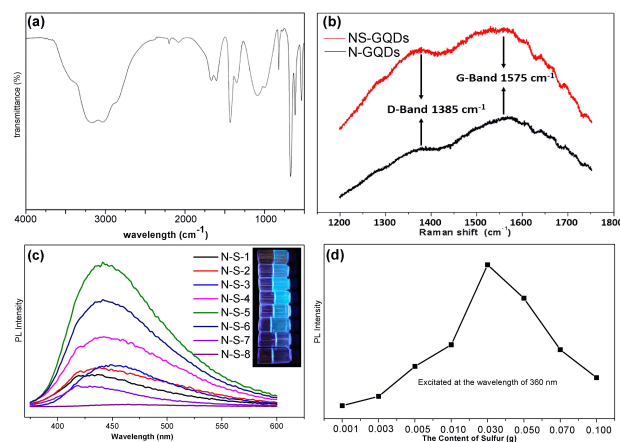 (a)
transmittance (%)
4000 3000 2000 1000
wavelength (cm-1)
(b)
NS-GQDs
N-GQDs
G-Band 1575 cm-1
D-Band 1385 cm-1
1200 1300 1400 1500 1600 1700 1800
Raman shift (cm-1)
(c)
N-S-1
N-S-2
N-S-3
N-S-4
N-S-5
N-S-6
N-S-7
N-S-8
PL Intensity
400 450 500 550 600
Wavelength (nm)
(d)
PL Intensity
Excitated at the wavelength of 360 nm
0.001 0.003 0.005 0.010 0.030 0.050 0.070 0.100
The Content of Sulfur (g)